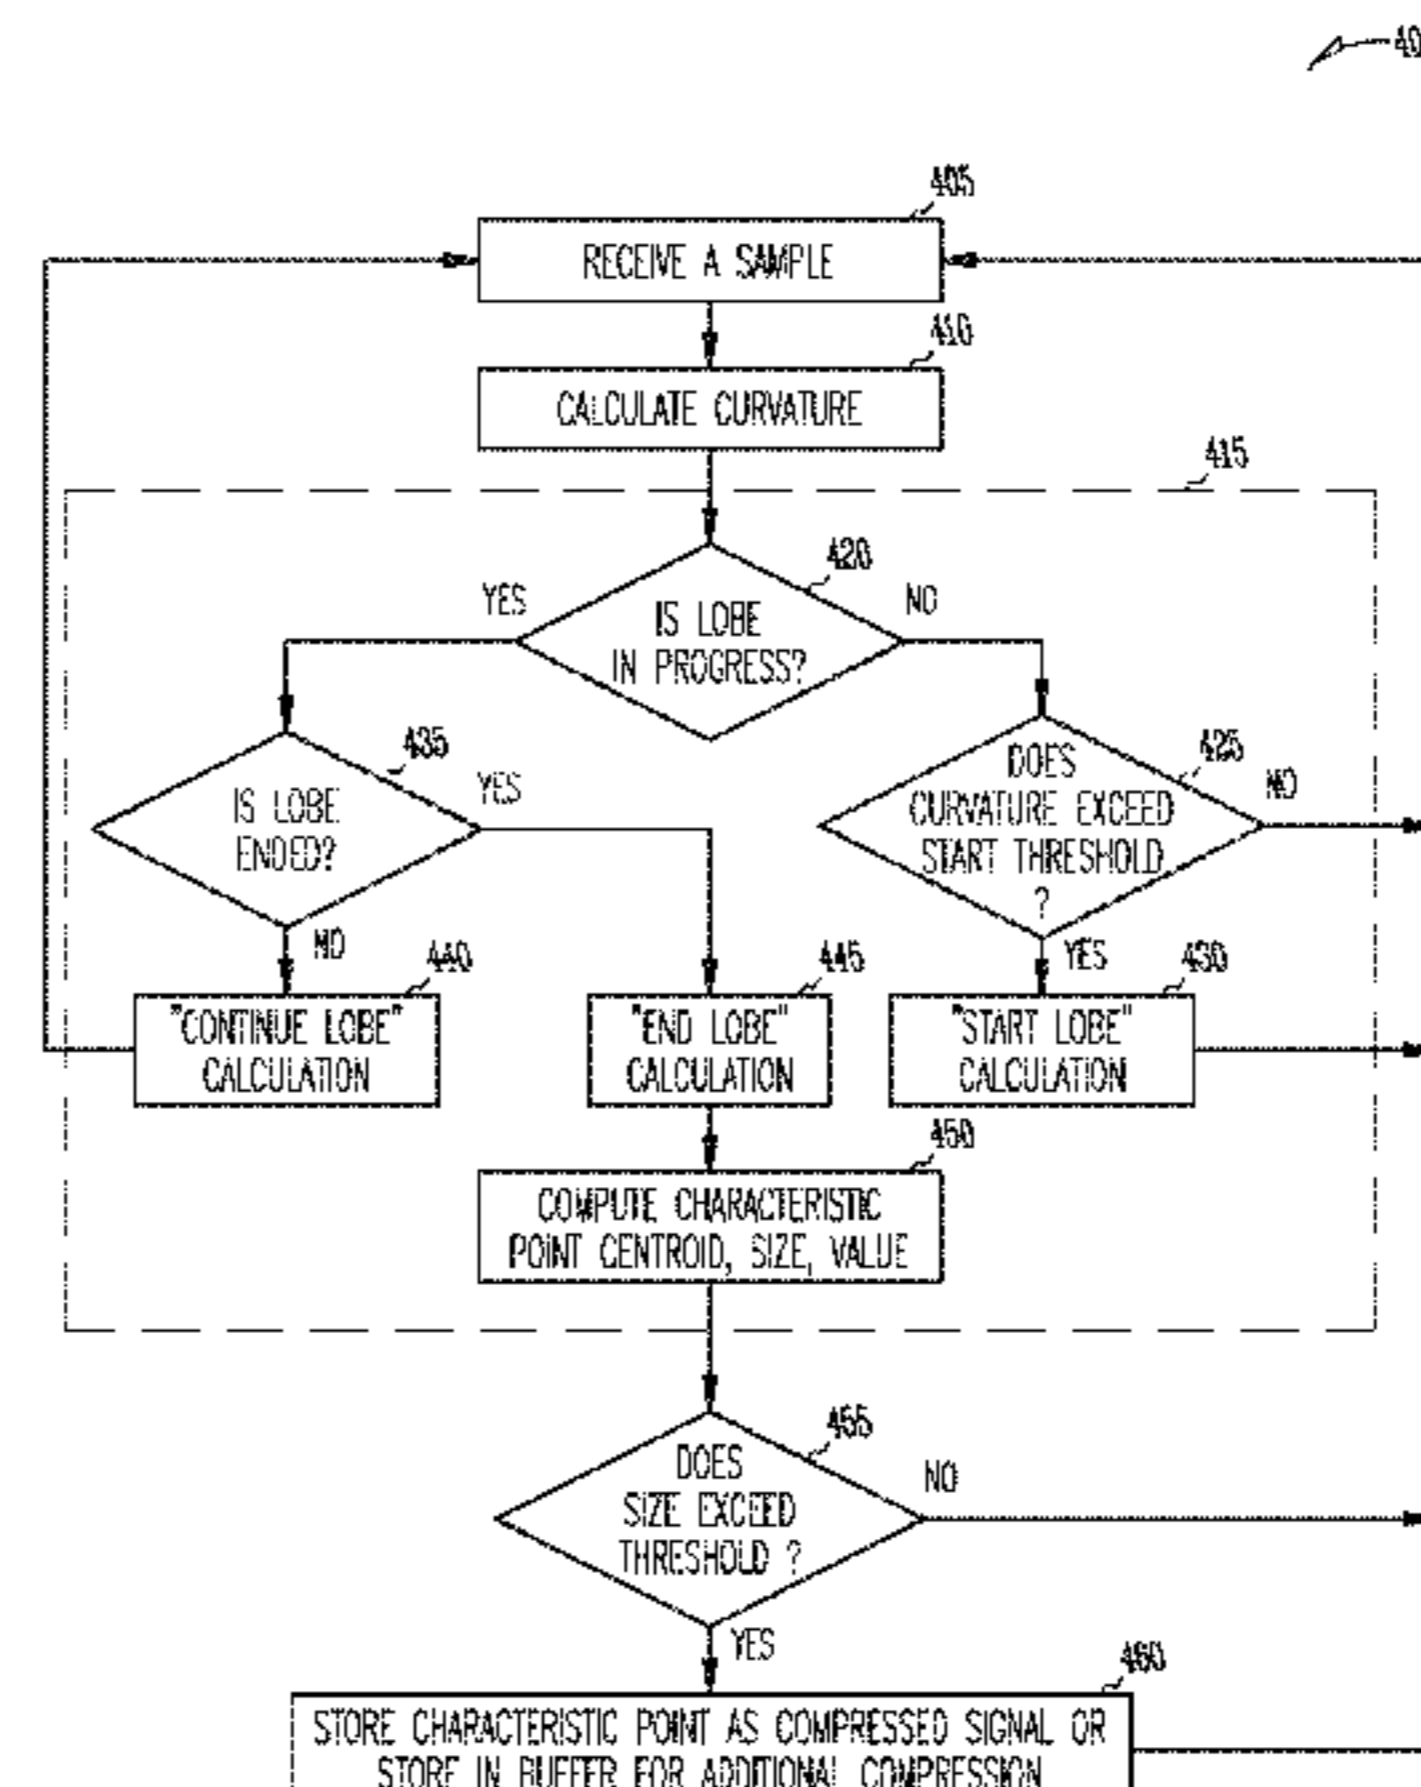 40
405
RECEIVE A SAMPLE
410
CALCULATE CURVATURE
415
420
YES
NO
IS LOBE
IN PROGRESS?
435
425
IS LOBE
ENDED?
YES
DOES
CURVATURE EXCEED
START THRESHOLD
?
NO
NO
YES
440
445
430
"CONTINUE LOBE"
CALCULATION
"END LOBE"
CALCULATION
"START LOBE"
CALCULATION
450
COMPUTE CHARACTERISTIC
POINT CENTROID, SIZE, VALUE
455
DOES
SIZE EXCEED
THRESHOLD ?
NO
YES
460
STORE CHARACTERISTIC POINT AS COMPRESSED SIGNAL OR
STORE IN BUFFER FOR ADDITIONAL COMPRESSION